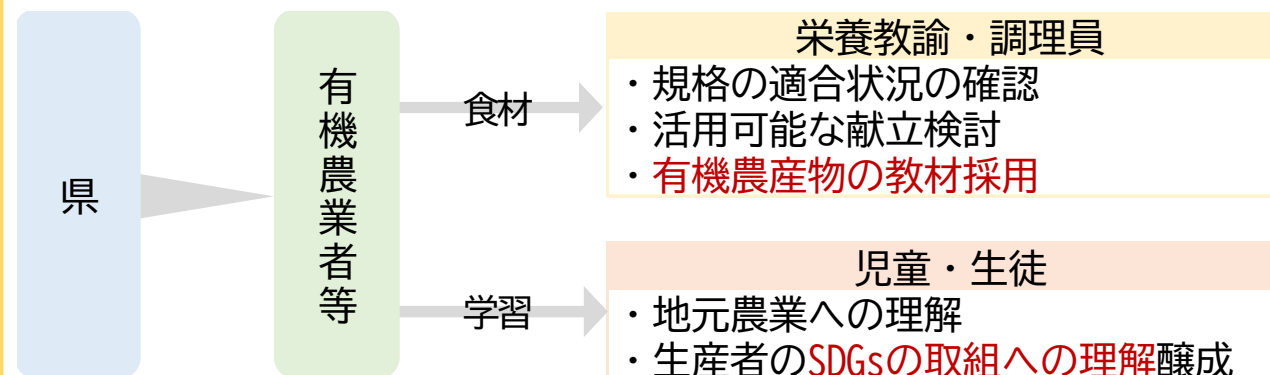 県
有機農業者等
食材
栄養教諭・調理員
・規格の適合状況の確認
・活用可能な献立検討
・有機農産物の教材採用
学習
児童・生徒
・地元農業への理解
・生産者のSDGsの取組への理解醸成